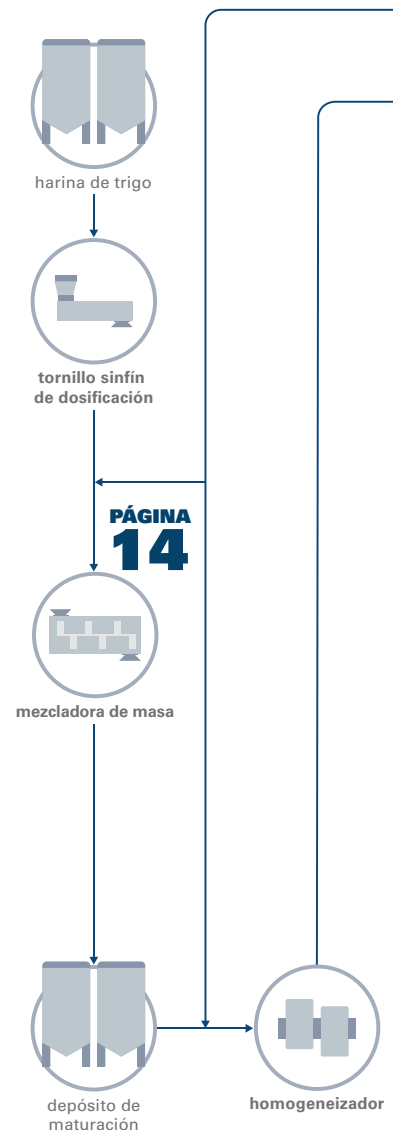 harina de trigo
tornillo sinfín
de dosificación
PÁGINA
14
mezcladora de masa
depósito de
maturación
homogeneizador